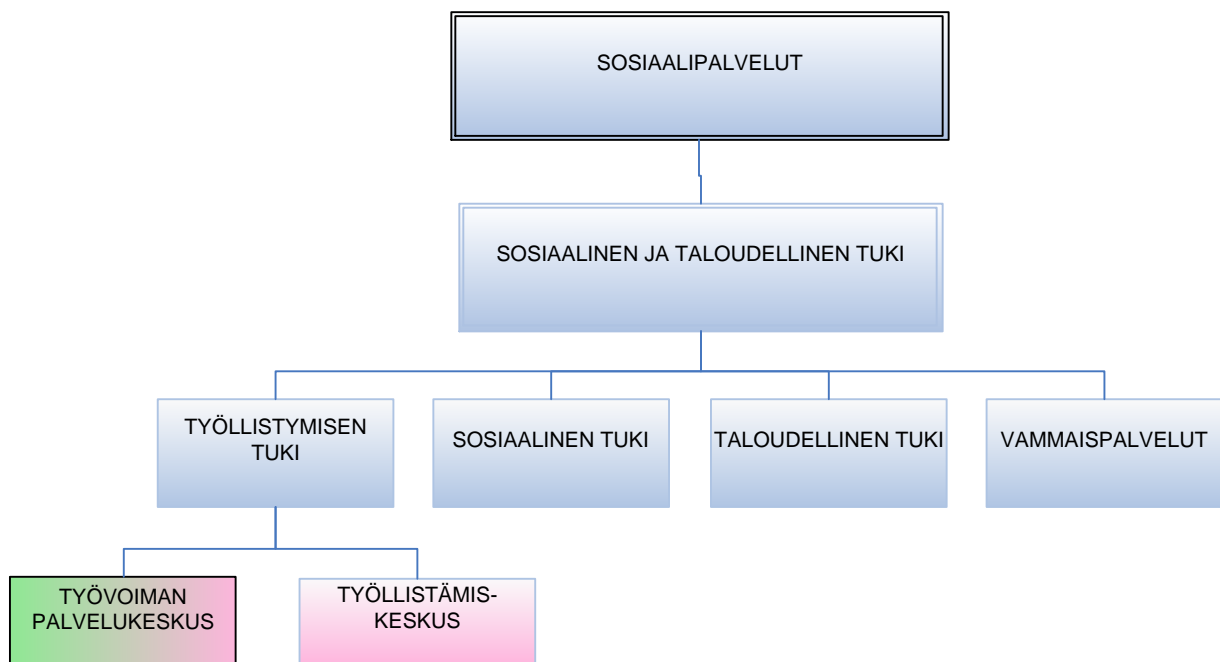 SOSIAALIPALVELUT
SOSIAALINEN JA TALOUDELLINEN TUKI
TYÖLLISTYMISEN
TUKI
SOSIAALINEN TUKI
TALOUDELLINEN TUKI
VAMMAISPALVELUT
TYÖVOIMAN
PALVELUKESKUS
TYÖLLISTÄMIS-
KESKUS